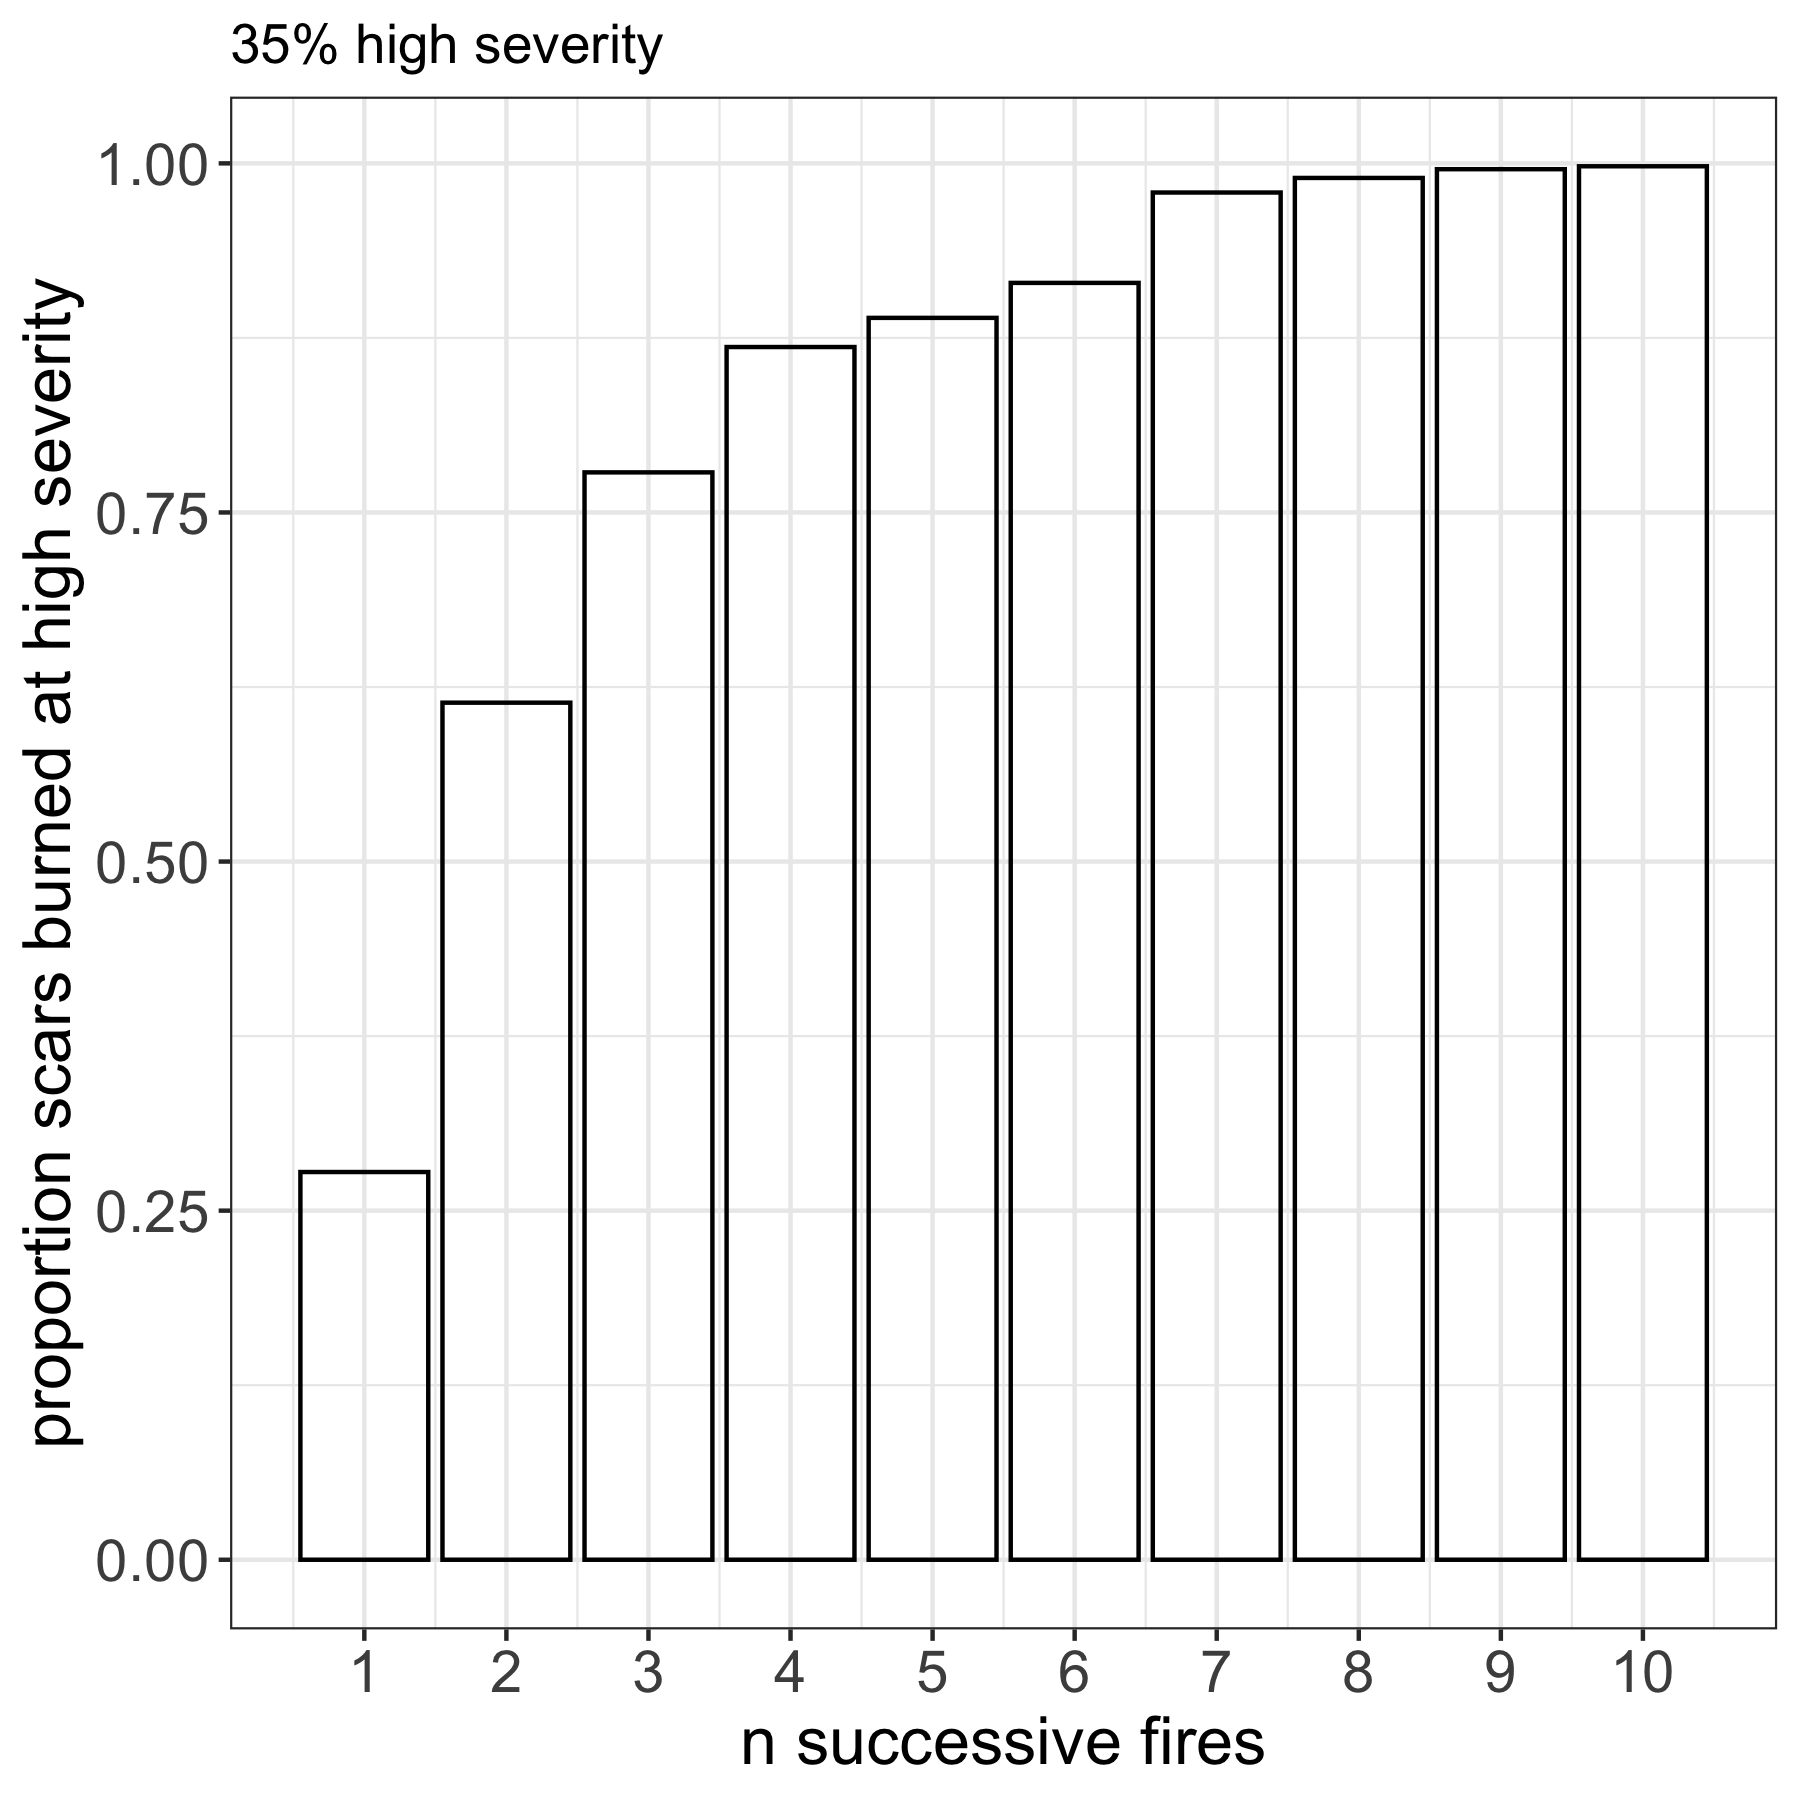 35% high severity
proportion scars burned at high severity
1.00
0.75
0.50
0.25
0.00
1 2 3 4 5 6 7 8 9 10
n successive fires